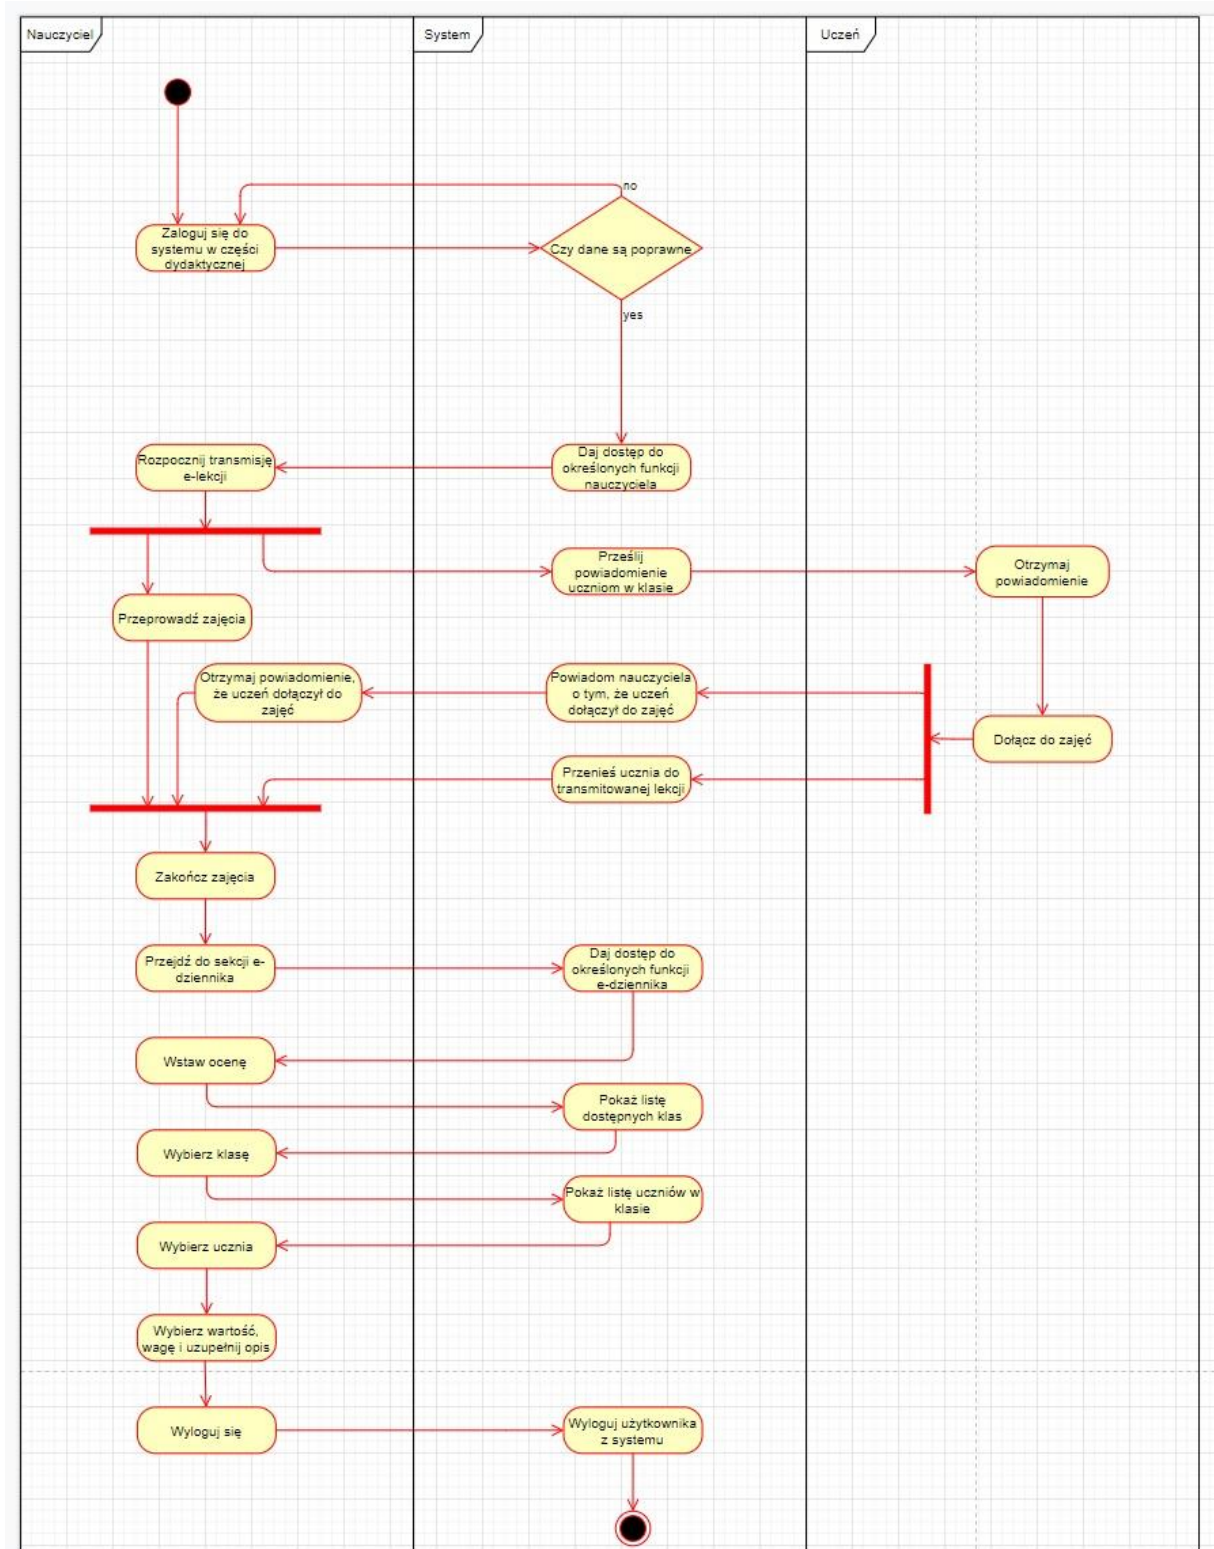 Nauczyciel
System
Uczeń
no
Zaloguj się do
systemu w części
dydaktycznej
Czy dane są poprawne
yes
Rozpocznij transmisję
e-lekcji
Daj dostęp do
określonych funkcji
nauczyciela
Prześlij
powiadomienie
uczniom w klasie
Otrzymaj
powiadomienie
Przeprowadź zajęcia
Otrzymaj powiadomienie,
że uczeń dołączył do
zajęć
Powiadom nauczyciela
o tym, że uczeń
dołączył do zajęć
Dołącz do zajęć
Przenieś ucznia do
transmitowanej lekcji
Zakończ zajęcia
Przejdź do sekcji e-
dziennika
Daj dostęp do
określonych funkcji
e-dziennika
Wstaw ocenę
Pokaż listę
dostępnych klas
Wybierz klasę
Pokaż listę uczniów w
klasie
Wybierz ucznia
Wybierz wartość,
wagę i uzupełnij opis
Wyloguj się
Wyloguj użytkownika
z systemu